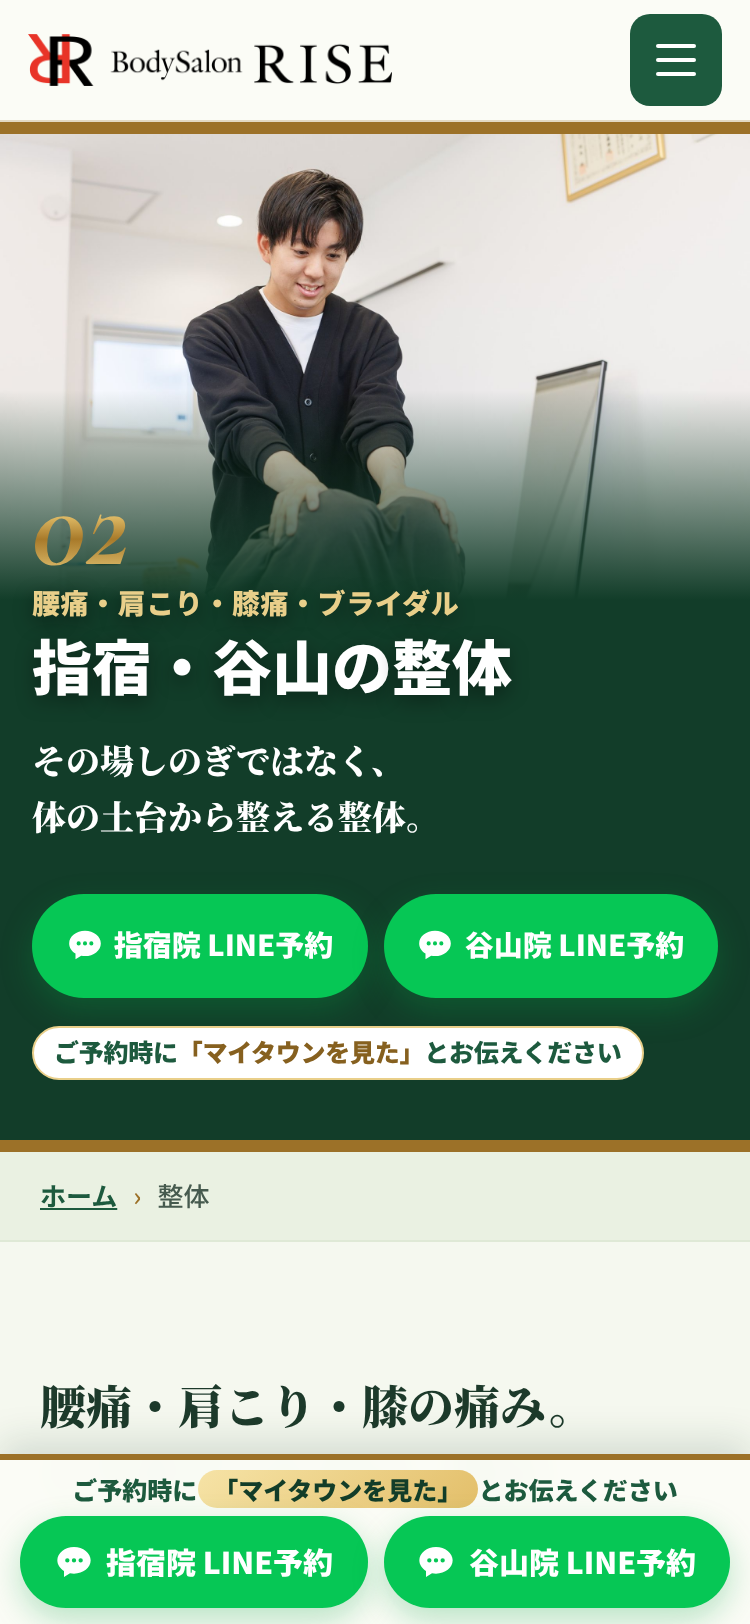 BodySalon RISE
02
腰痛・肩こり・膝痛・ブライダル
指宿・谷山の整体
その場しのぎではなく、
体の土台から整える整体。
指宿院 LINE予約
谷山院 LINE予約
ご予約時に「マイタウンを見た」とお伝えください
ホーム › 整体
腰痛・肩こり・膝の痛み。
ご予約時に「マイタウンを見た」とお伝えください
指宿院 LINE予約
谷山院 LINE予約